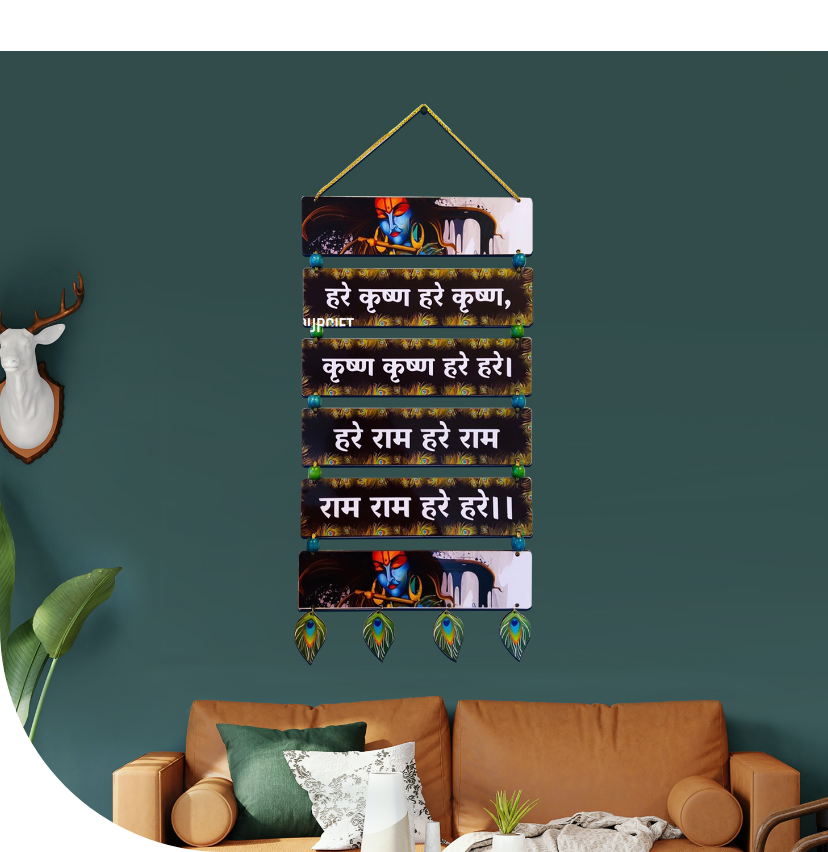 हरे कृष्ण हरे कृष्ण,
कृष्ण कृष्ण हरे हरे।
हरे राम हरे राम
राम राम हरे हरे।।